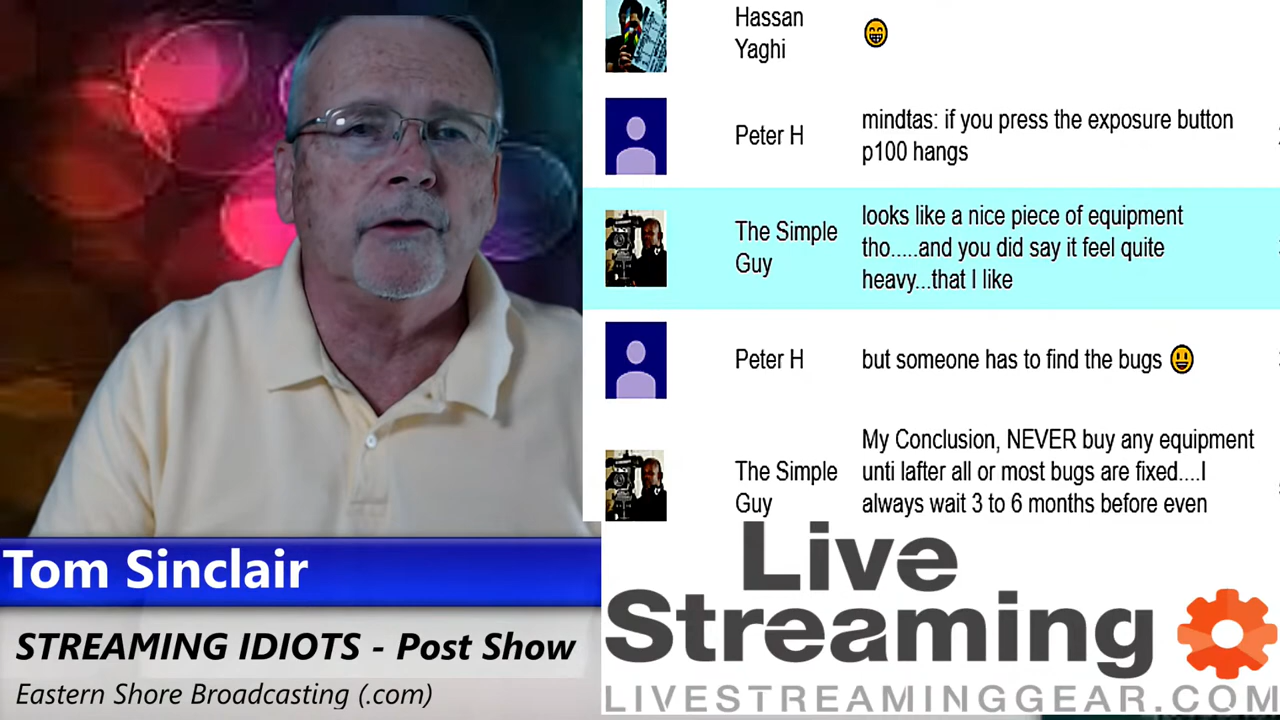 Hassan
Yaghi
Peter H
mindtas: if you press the exposure button
p100 hangs
The Simple
Guy
looks like a nice piece of equipment
tho.....and you did say it feel quite
heavy...that I like
Peter H
but someone has to find the bugs
The Simple
Guy
My Conclusion, NEVER buy any equipment
unti lafter all or most bugs are fixed....I
always wait 3 to 6 months before even
Tom Sinclair
STREAMING IDIOTS - Post Show
Eastern Shore Broadcasting (.com)
Live
Streaming
LIVESTREAMINGGEAR.COM